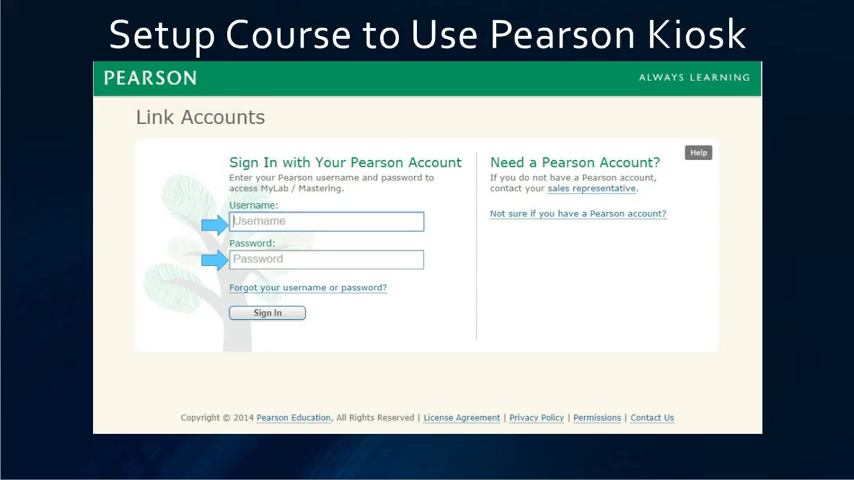 Setup Course to Use Pearson Kiosk
PEARSON
ALWAYS LEARNING
Link Accounts
Help
Sign In with Your Pearson Account
Enter your Pearson username and password to
access MyLab / Mastering.
Username:
Username
Password:
Password
Forgot your username or password?
Sign In
Need a Pearson Account?
If you do not have a Pearson account,
contact your sales representative.
Not sure if you have a Pearson account?
Copyright © 2014 Pearson Education, All Rights Reserved | License Agreement | Privacy Policy | Permissions | Contact Us